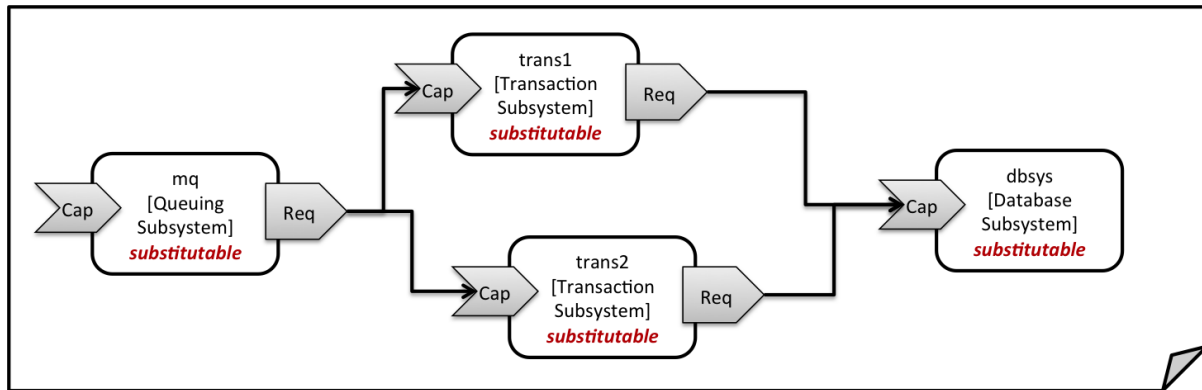 Cap
mq
[Queuing
Subsystem]
substitutable
Req
Cap
trans1
[Transaction
Subsystem]
substitutable
Req
Cap
trans2
[Transaction
Subsystem]
substitutable
Req
Cap
dbsys
[Database
Subsystem]
substitutable